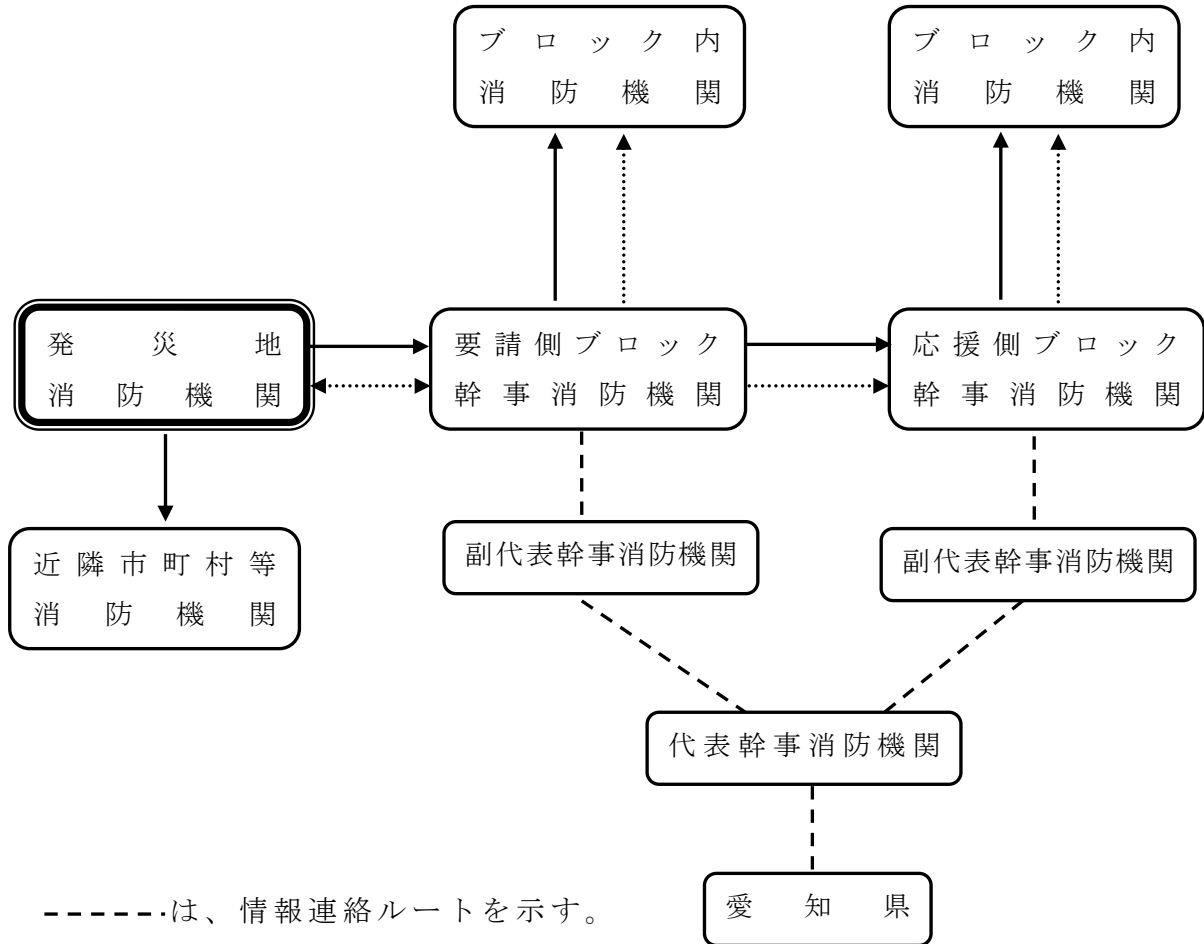 ブロック内
消防機関
ブロック内
消防機関
発災地
消防機関
要請側ブロック
幹事消防機関
応援側ブロック
幹事消防機関
近隣市町村等
消防機関
副代表幹事消防機関
副代表幹事消防機関
代表幹事消防機関
愛知県
は、情報連絡ルートを示す。